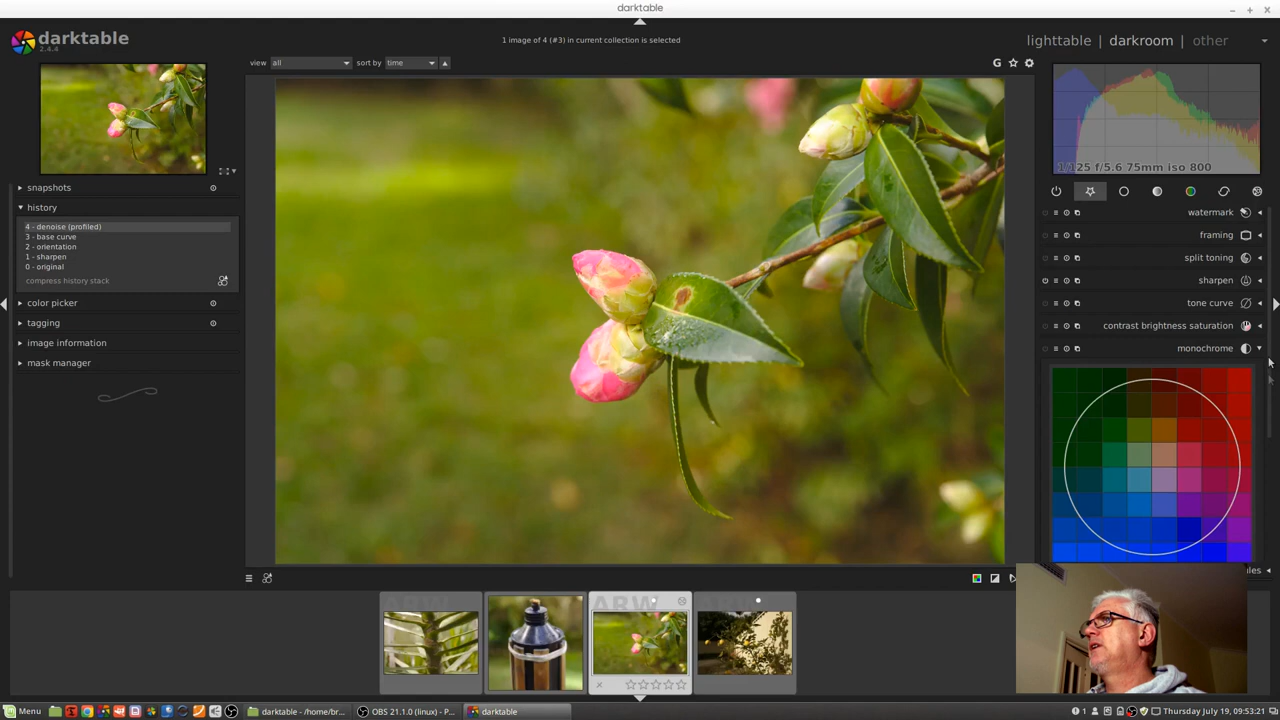 darktable
darktable
2.4.4
1 image of 4 (#3) in current collection is selected
lighttable | darkroom | other
view all sort by time
G
1/125 f/5.6 75mm iso 800
snapshots
history
4 - denoise (profiled)
3 - base curve
2 - orientation
1 - sharpen
0 - original
compress history stack
color picker
tagging
image information
mask manager
watermark
framing
split toning
sharpen
tone curve
contrast brightness saturation
monochrome
ARW
Menu
darktable - /home/br...
OBS 21.1.0 (linux) - P...
darktable
1
Thursday July 19, 09:53:21